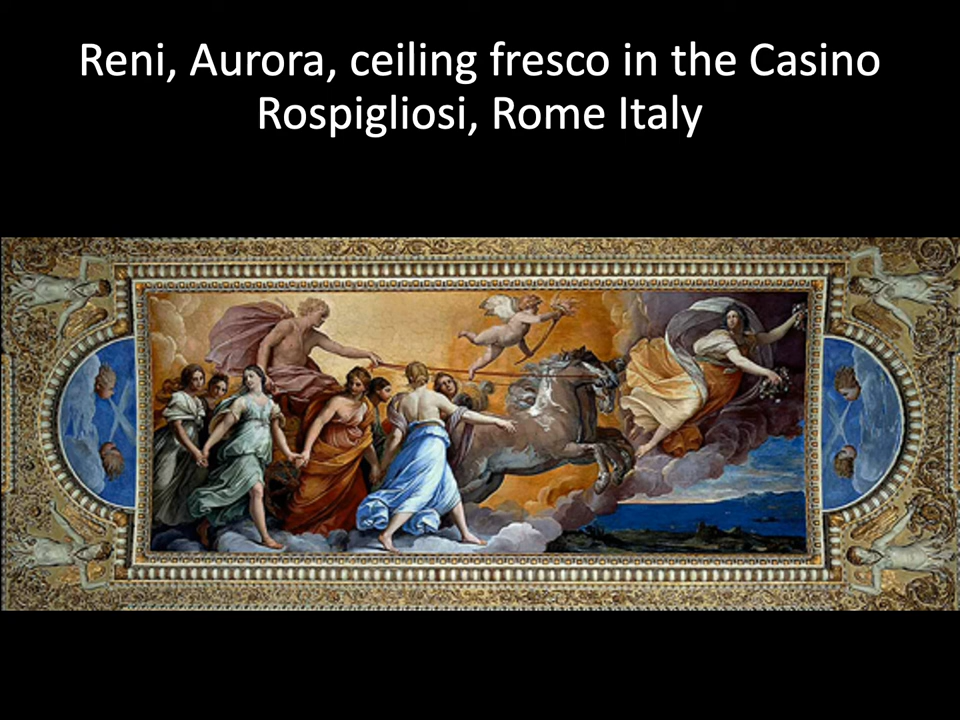 Reni, Aurora, ceiling fresco in the Casino
Rospigliosi, Rome Italy